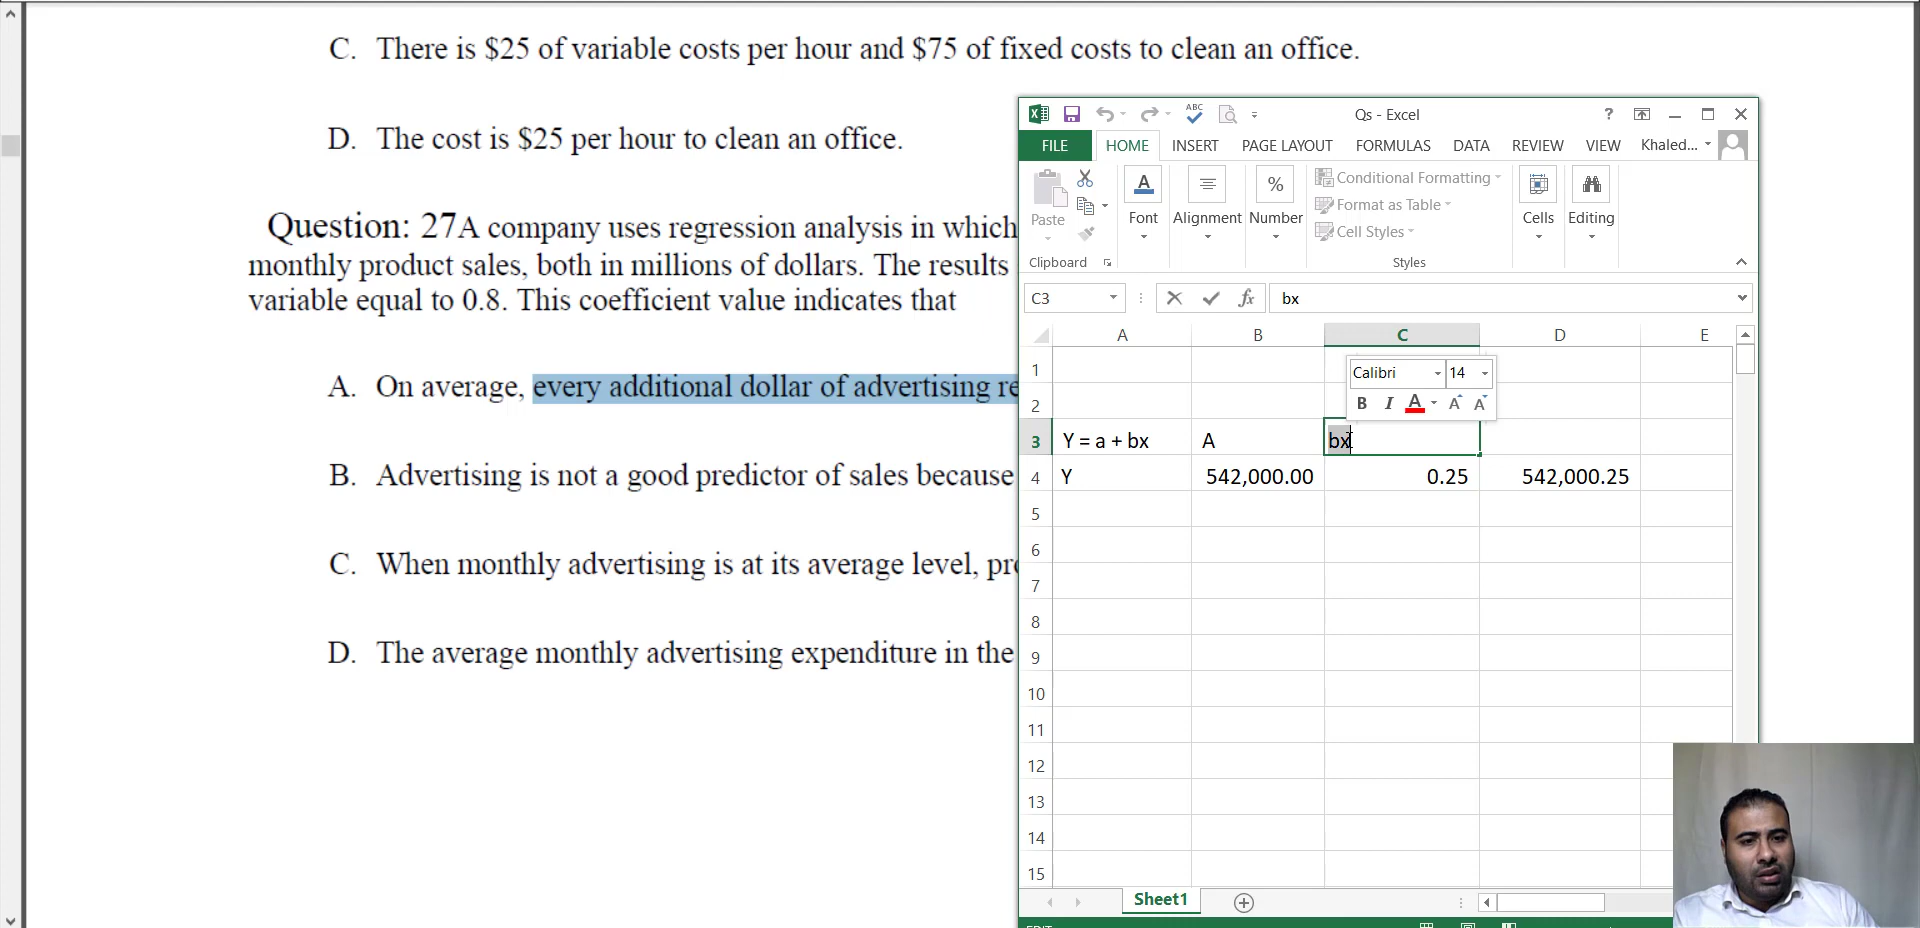 C. There is $25 of variable costs per hour and $75 of fixed costs to clean an office.
D. The cost is $25 per hour to clean an office.
Question: 27A company uses regression analysis in which
monthly product sales, both in millions of dollars. The results
variable equal to 0.8. This coefficient value indicates that
A. On average, every additional dollar of advertising re
B. Advertising is not a good predictor of sales because
C. When monthly advertising is at its average level, pr
D. The average monthly advertising expenditure in the
ABC
Qs - Excel
?
FILE HOME INSERT PAGE LAYOUT FORMULAS DATA REVIEW VIEW Khaled...
Paste
Font
Alignment
Number
%
Conditional Formatting
Format as Table
Cell Styles
Cells
Editing
Clipboard
Styles
C3
fx
bx
A B C D E
Calibri 14
B I A A A
1
2
3 Y = a + bx A bx
4 Y 542,000.00 0.25 542,000.25
5
6
7
8
9
10
11
12
13
14
15
Sheet1